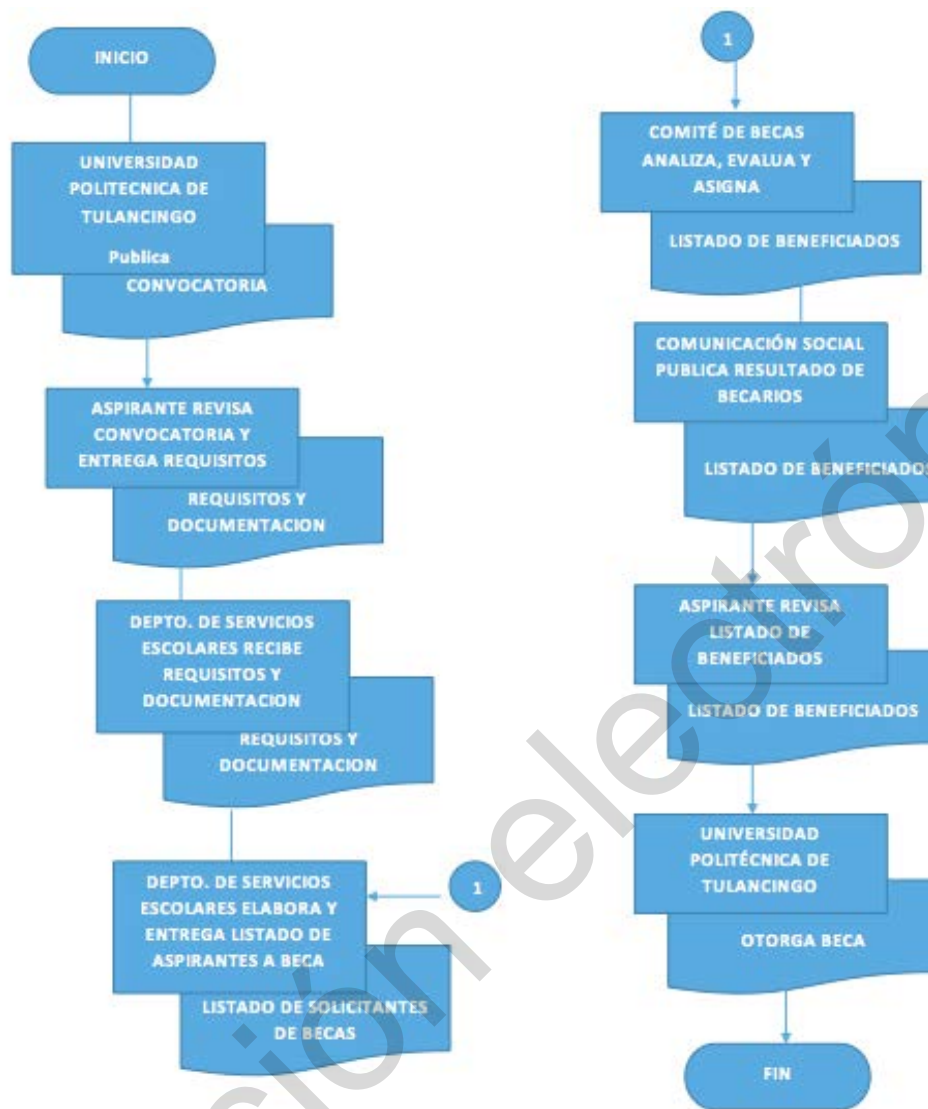 INICIO
UNIVERSIDAD
POLITECNICA DE
TULANCINGO
Publica
CONVOCATORIA
ASPIRANTE REVISA
CONVOCATORIA Y
ENTREGA REQUISITOS
REQUISITOS Y
DOCUMENTACION
DEPTO. DE SERVICIOS
ESCOLARES RECIBE
REQUISITOS Y
DOCUMENTACION
REQUISITOS Y
DOCUMENTACION
DEPTO. DE SERVICIOS
ESCOLARES ELABORA Y
ENTREGA LISTADO DE
ASPIRANTES A BECA
1
LISTADO DE SOLICITANTES
DE BECAS
1
COMITÉ DE BECAS
ANALIZA, EVALUA Y
ASIGNA
LISTADO DE BENEFICIADOS
COMUNICACIÓN SOCIAL
PUBLICA RESULTADO DE
BECARIOS
LISTADO DE BENEFICIADOS
ASPIRANTE REVISA
LISTADO DE
BENEFICIADOS
LISTADO DE BENEFICIADOS
UNIVERSIDAD
POLITÉCNICA DE
TULANCINGO
OTORGA BECA
FIN